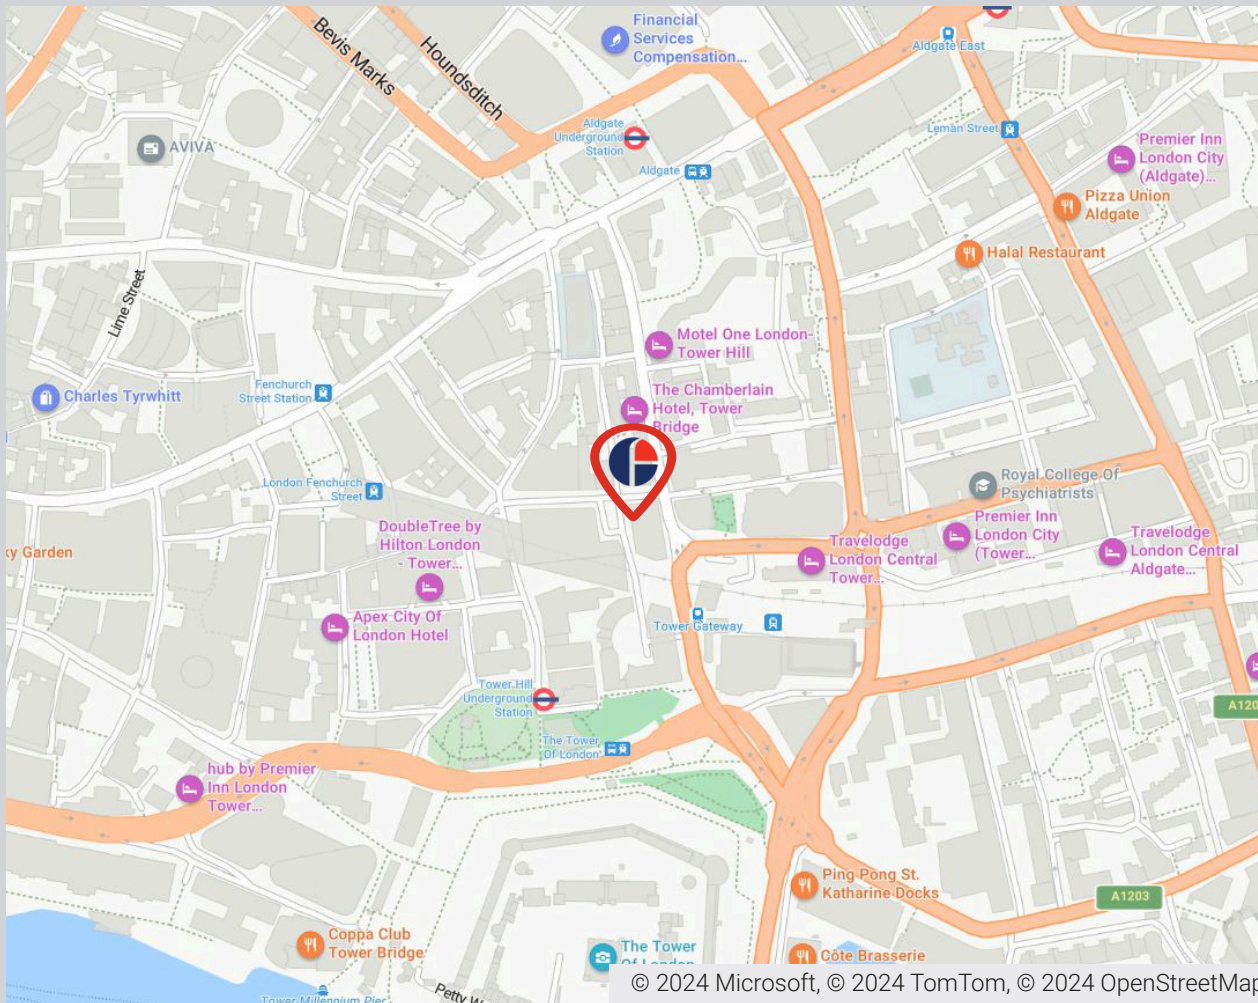 Financial
Services
Compensation...
Bevis Marks
Houndsditch
Aldgate East
Aldgate
Underground
Station
Leman Street
AVIVA
Premier Inn
London City
(Aldgate)...
Aldgate
Pizza Union
Aldgate
Halal Restaurant
Lime Street
Motel One London-
Tower Hill
Fenchurch
Street Station
Charles Tyrwhitt
The Chamberlain
Hotel, Tower
Bridge
London Fenchurch
Street
Royal College Of
Psychiatrists
DoubleTree by
Hilton London
- Tower...
Premier Inn
London City
(Tower...
Travelodge
London Central
Tower...
Travelodge
London Central
Aldgate...
ky Garden
Apex City Of
London Hotel
Tower Gateway
Tower Hill
Underground
Station
A120
The Tower
Of London
hub by Premier
Inn London
Tower...
Ping Pong St.
Katharine Docks
A1203
Coppa Club
Tower Bridge
The Tower
Of London
Côte Brasserie
Tower Millennium Pier
Petty W
© 2024 Microsoft, © 2024 TomTom, © 2024 OpenStreetMa